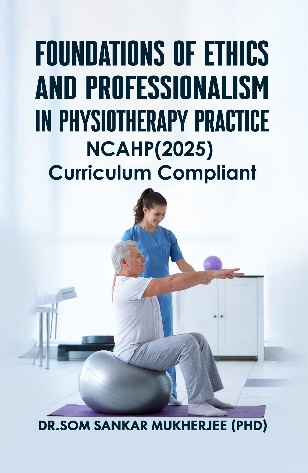 FOUNDATIONS OF ETHICS
AND PROFESSIONALISM
IN PHYSIOTHERAPY PRACTICE
NCAHP(2025)
Curriculum Compliant
DR.SOM SANKAR MUKHERJEE (PHD)